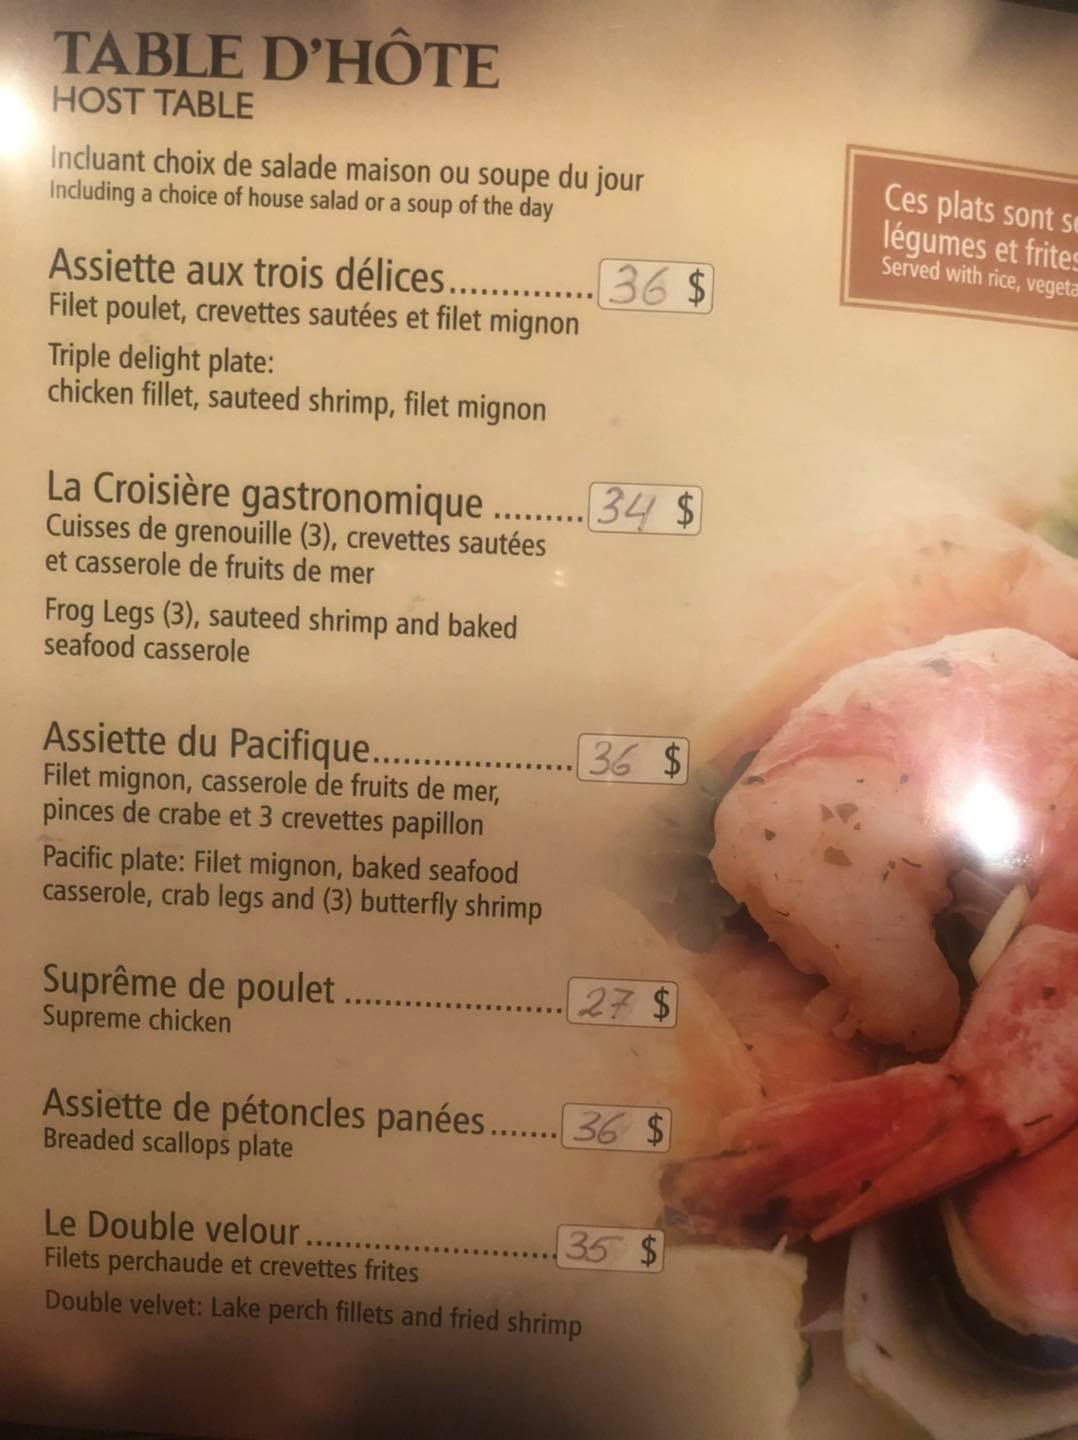 TABLE D'HÔTE
HOST TABLE
Incluant choix de salade maison ou soupe du jour
Including a choice of house salad or a soup of the day
Ces plats sont
légumes et frites
Served with rice,
Assiette aux trois délices.............. 36 $
Filet poulet, crevettes sautées et filet mignon
Triple delight plate:
chicken fillet, sauteed shrimp, filet mignon
La Croisière gastronomique ......... 34 $
Cuisses de grenouille (3), crevettes sautées
et casserole de fruits de mer
Frog Legs (3), sauteed shrimp and baked
seafood casserole
Assiette du Pacifique.................... 36 $
Filet mignon, casserole de fruits de mer,
pinces de crabe et 3 crevettes papillon
Pacific plate: Filet mignon, baked seafood
casserole, crab legs and (3) butterfly shrimp
Suprême de poulet ...................... 27 $
Supreme chicken
Assiette de pétoncles panées....... 36 $
Breaded scallops plate
Le Double velour......................... 35 $
Filets perchaude et crevettes frites
Double velvet: Lake perch fillets and fried shrimp